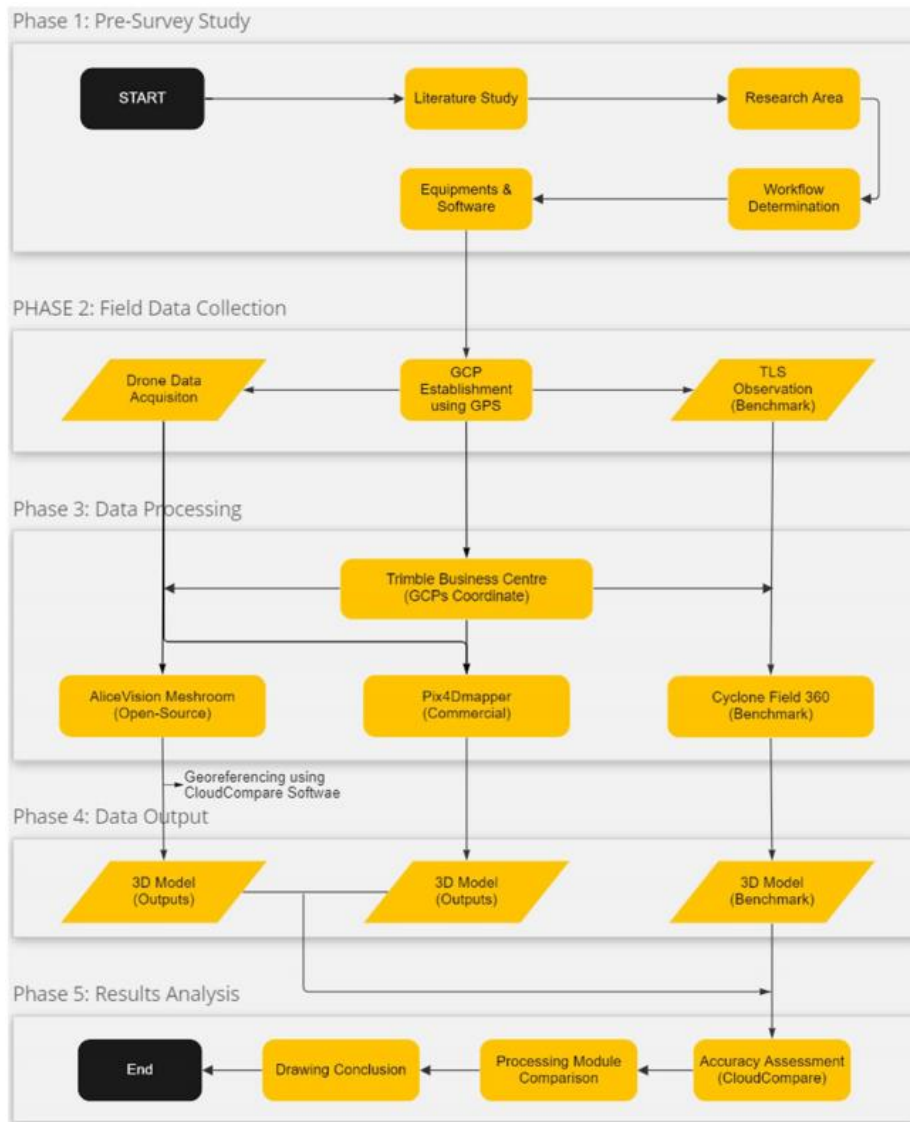 Phase 1: Pre-Survey Study
START
Literature Study
Research Area
Equipments &
Software
Workflow
Determination
PHASE 2: Field Data Collection
Drone Data
Acquisiton
GCP
Establishment
using GPS
TLS
Observation
(Benchmark)
Phase 3: Data Processing
Trimble Business Centre
(GCPs Coordinate)
AliceVision Meshroom
(Open-Source)
Pix4Dmapper
(Commercial)
Cyclone Field 360
(Benchmark)
Georeferencing using
CloudCompare Softwae
Phase 4: Data Output
3D Model
(Outputs)
3D Model
(Outputs)
3D Model
(Benchmark)
Phase 5: Results Analysis
End
Drawing Conclusion
Processing Module
Comparison
Accuracy Assessment
(CloudCompare)